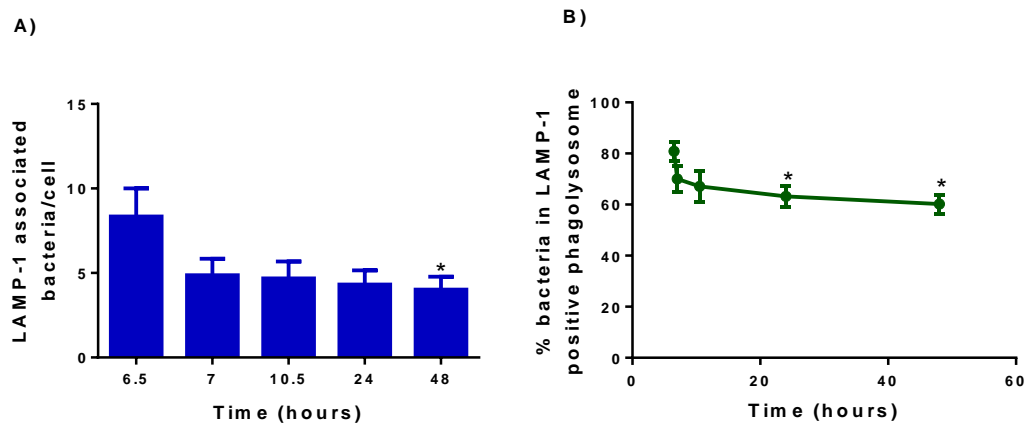 A)
LAMP-1 associated
bacteria/cell
15
10
5
0
*
6.5 7 10.5 24 48
Time (hours)
B)
% bacteria in LAMP-1
positive phagolysosome
100
80
60
40
20
0
* *
0 20 40 60
Time (hours)